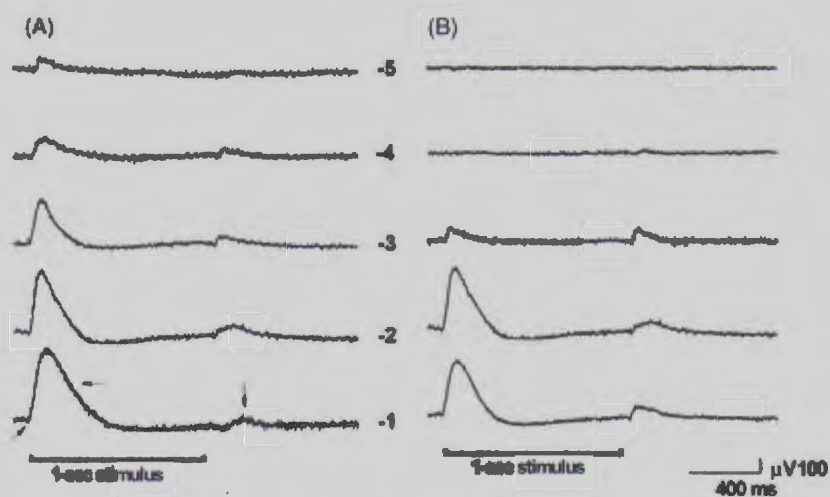 (A) (B)
-5
-4
-3
-2
-1
1-sec stimulus 1-sec stimulus
μV100
400 ms